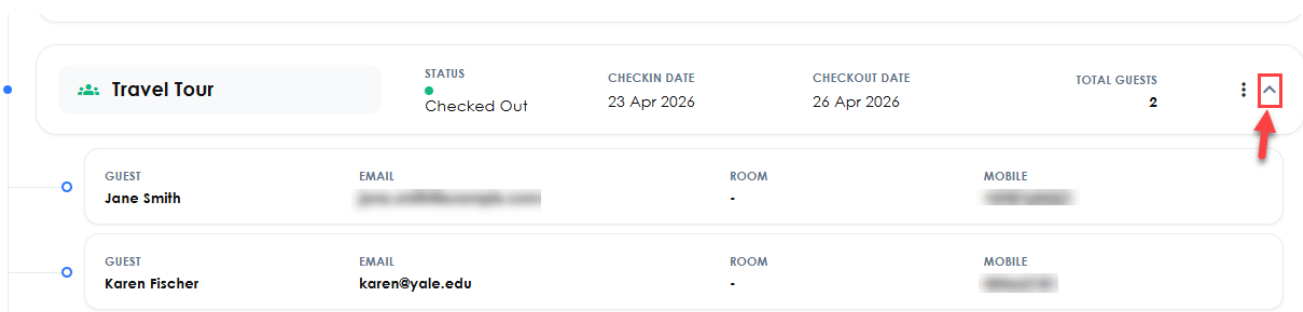 Travel Tour
STATUS
Checked Out
CHECKIN DATE
23 Apr 2026
CHECKOUT DATE
26 Apr 2026
TOTAL GUESTS
2
GUEST
Jane Smith
EMAIL
ROOM
-
MOBILE
GUEST
Karen Fischer
EMAIL
karen@yale.edu
ROOM
-
MOBILE